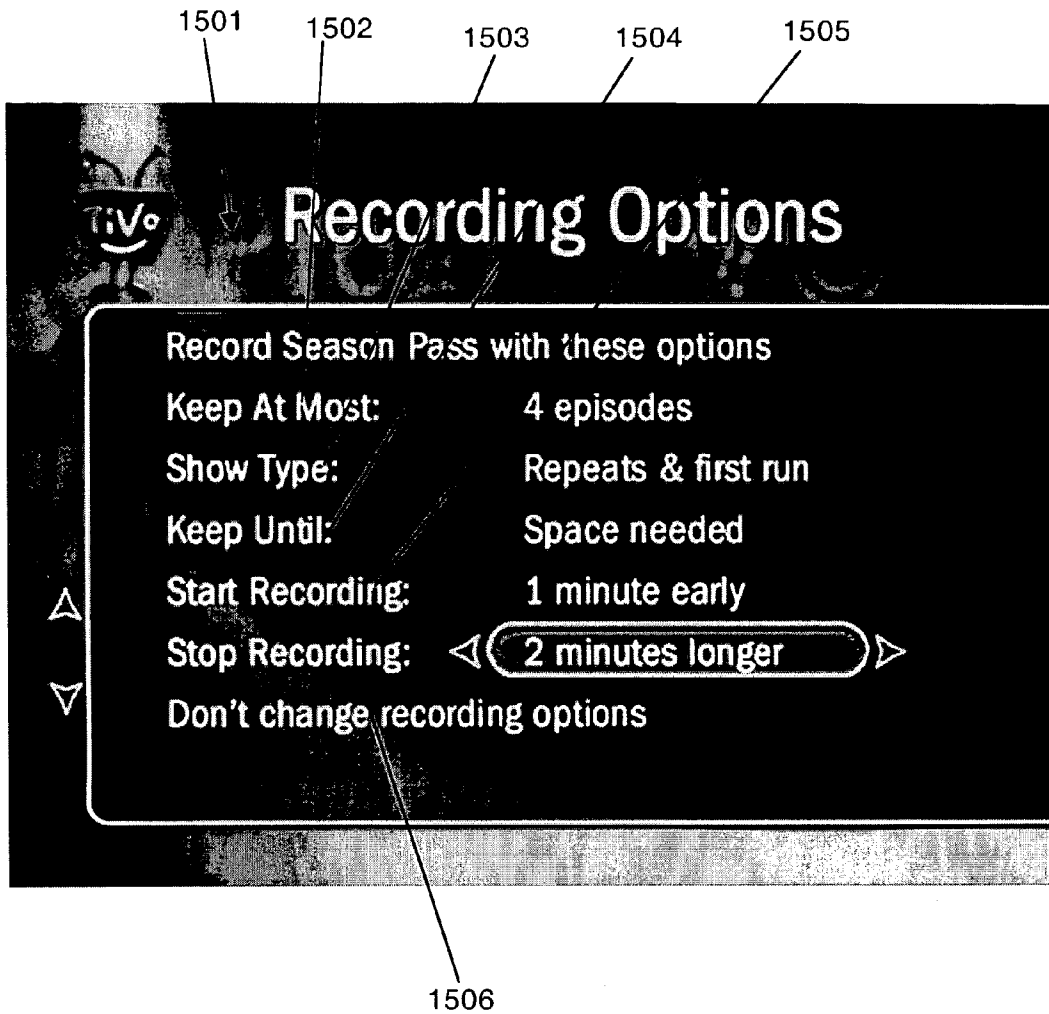 1501 1502 1503 1504 1505
TiVo
Recording Options
Record Season Pass with these options
Keep At Most: 4 episodes
Show Type: Repeats & first run
Keep Until: Space needed
Start Recording: 1 minute early
Stop Recording: 2 minutes longer
Don't change recording options
1506